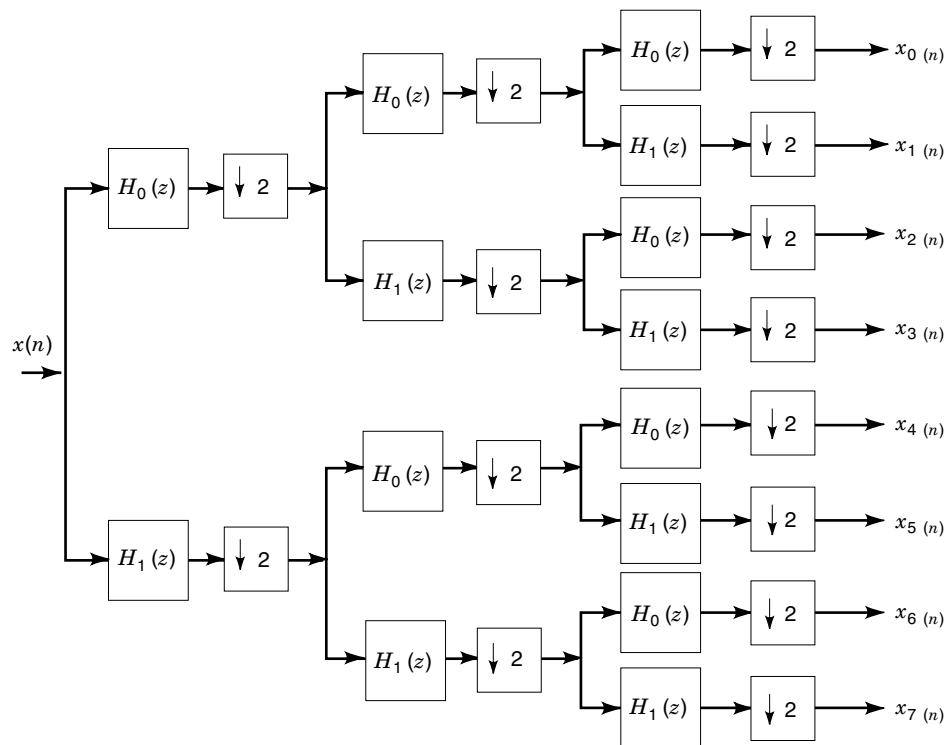 H₀(z) ↓ 2 x₀ (n)
H₀(z) ↓ 2
H₁(z) ↓ 2 x₁ (n)
H₀(z) ↓ 2
H₀(z) ↓ 2 x₂ (n)
H₁(z) ↓ 2
H₁(z) ↓ 2 x₃ (n)
x(n)
H₀(z) ↓ 2 x₄ (n)
H₀(z) ↓ 2
H₁(z) ↓ 2 x₅ (n)
H₁(z) ↓ 2
H₀(z) ↓ 2 x₆ (n)
H₁(z) ↓ 2
H₁(z) ↓ 2 x₇ (n)